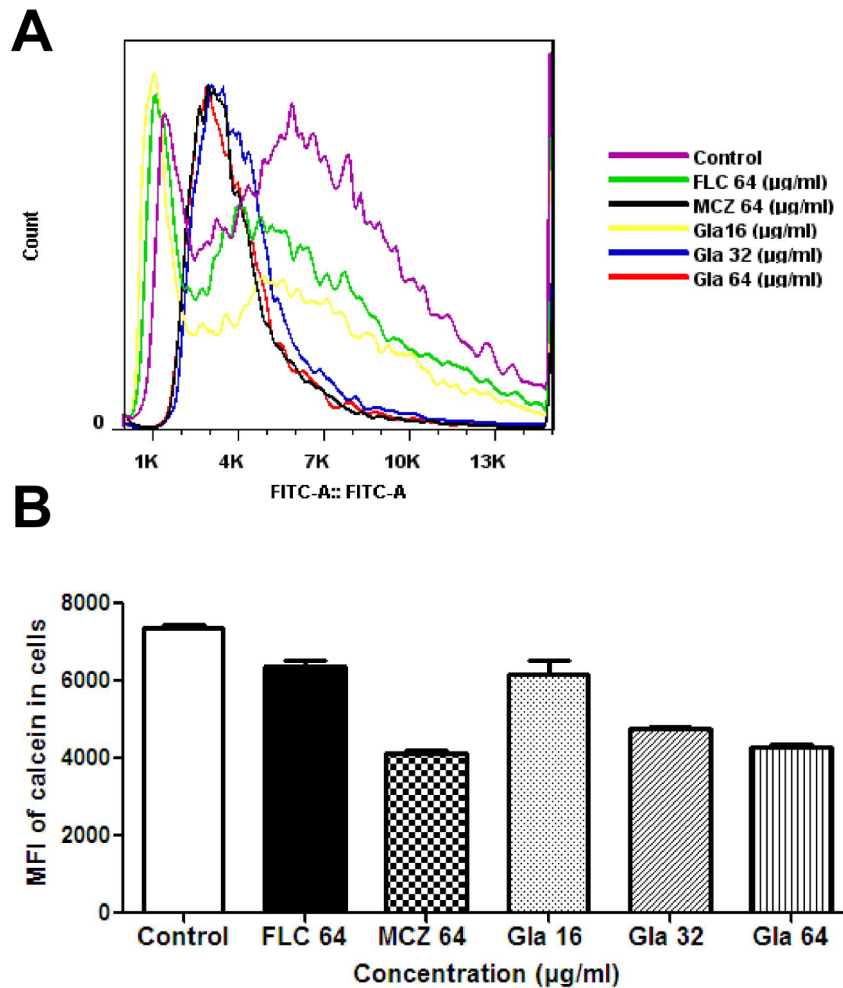 A
Count
0
1K 4K 7K 10K 13K
FITC-A:: FITC-A
Control
FLC 64 (µg/ml)
MCZ 64 (µg/ml)
Gla16 (µg/ml)
Gla 32 (µg/ml)
Gla 64 (µg/ml)
B
MFI of calcein in cells
8000
6000
4000
2000
0
Control FLC 64 MCZ 64 Gla 16 Gla 32 Gla 64
Concentration (µg/ml)